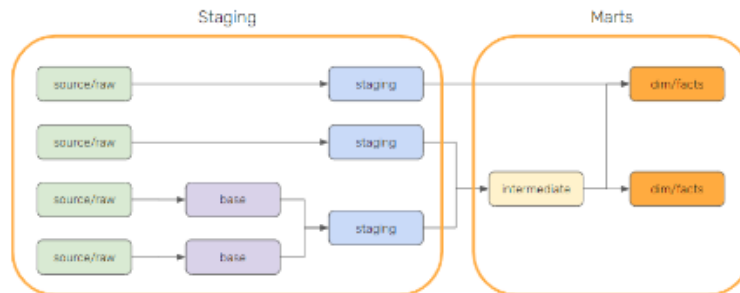 Staging
Marts
source/raw
staging
dim/facts
source/raw
staging
source/raw
base
staging
intermediate
dim/facts
source/raw
base